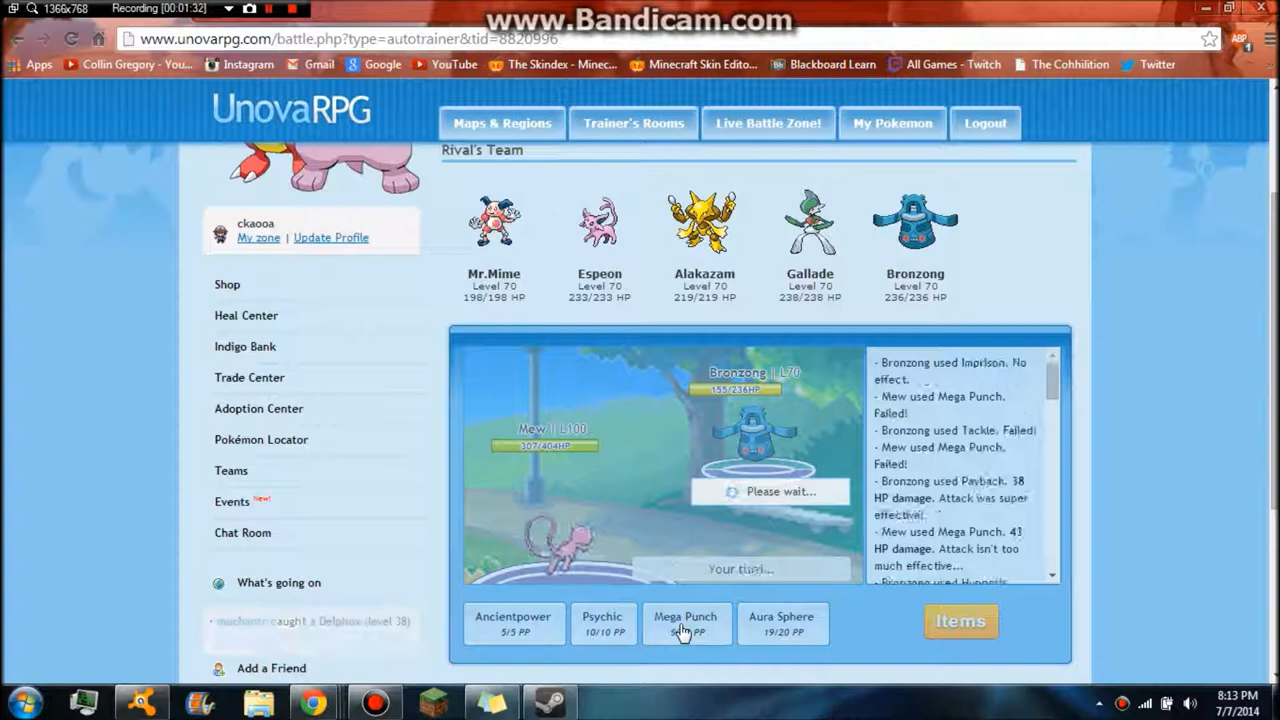 1366x768 Recording [00:01:32]
www.Bandicam.com
www.unovarpg.com/battle.php?type=autotrainer&tid=8820996
ABP
1
Apps Collin Gregory - You... Instagram Gmail Google YouTube The Skindex - Minec... Minecraft Skin Edito... Blackboard Learn All Games - Twitch The Cohhilition Twitter
UnovaRPG
Maps & Regions Trainer's Rooms Live Battle Zone! My Pokemon Logout
Rival's Team
ckaooa
My zone | Update Profile
Mr.Mime Espeon Alakazam Gallade Bronzong
Level 70 Level 70 Level 70 Level 70 Level 70
198/198 HP 233/233 HP 219/219 HP 238/238 HP 236/236 HP
Shop
Heal Center
Indigo Bank
Trade Center
Adoption Center
Pokémon Locator
Teams
Events New!
Chat Room
What's going on
muchantr caught a Delphox (level 38)
Add a Friend
Bronzong | L70
155/236HP
Mew | L100
307/404HP
Please wait...
Your turn...
- Bronzong used Imprison. No
effect.
- Mew used Mega Punch.
Failed!
- Bronzong used Tackle. Failed!
- Mew used Mega Punch.
Failed!
- Bronzong used Payback. 38
HP damage. Attack was super
effective!
- Mew used Mega Punch. 41
HP damage. Attack isn't too
much effective...
- Bronzong used Hypnosis
Ancientpower Psychic Mega Punch Aura Sphere
5/5 PP 10/10 PP PP 19/20 PP
Items
8:13 PM
7/7/2014